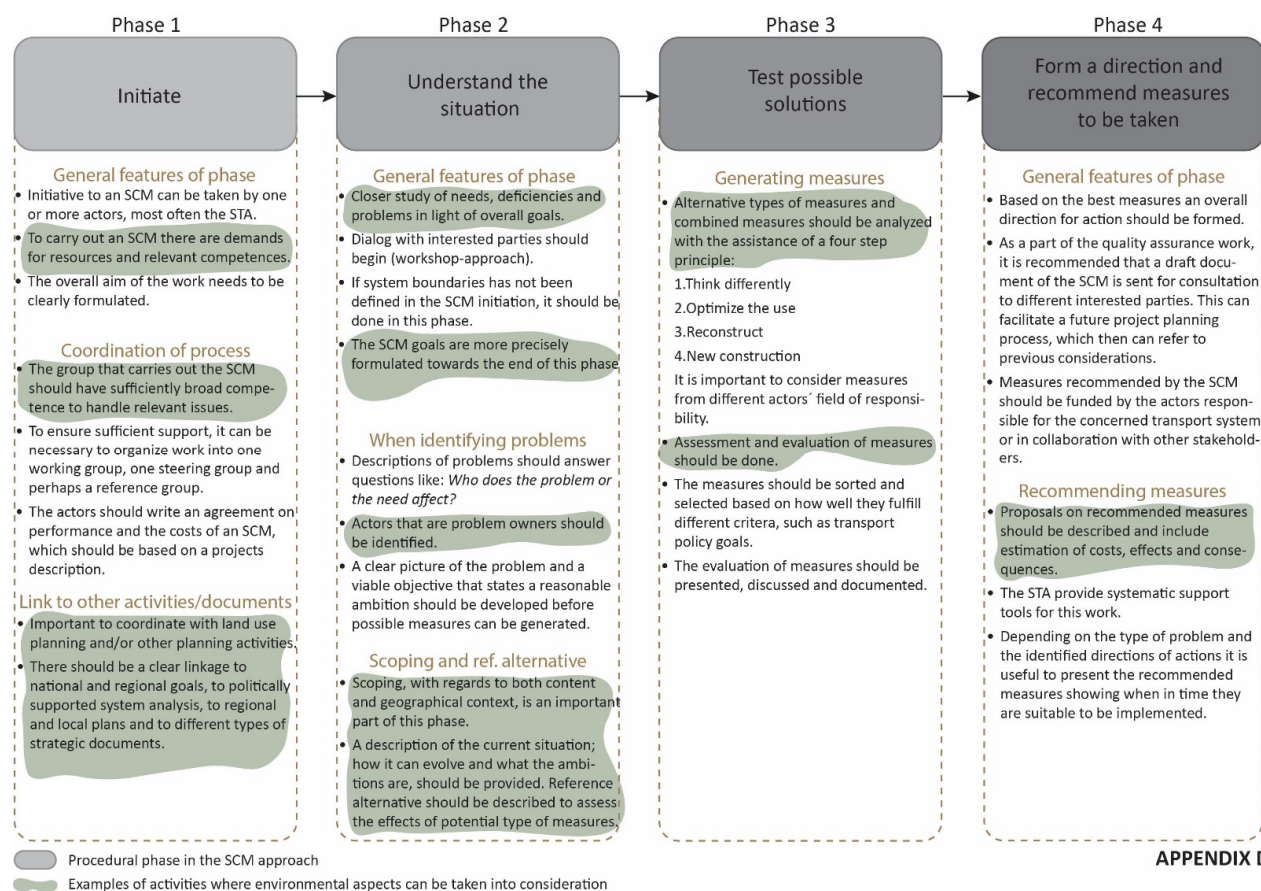 Phase 1
Initiate
General features of phase
• Initiative to an SCM can be taken by one
or more actors, most often the STA.
• To carry out an SCM there are demands
for resources and relevant competences.
• The overall aim of the work needs to be
clearly formulated.
Coordination of process
• The group that carries out the SCM
should have sufficiently broad compe-
tence to handle relevant issues.
• To ensure sufficient support, it can be
necessary to organize work into one
working group, one steering group and
perhaps a reference group.
• The actors should write an agreement on
performance and the costs of an SCM,
which should be based on a projects
description.
Link to other activities/documents
• Important to coordinate with land use
planning and/or other planning activities.
• There should be a clear linkage to
national and regional goals, to politically
supported system analysis, to regional
and local plans and to different types of
strategic documents.
Phase 2
Understand the
situation
General features of phase
• Closer study of needs, deficiencies and
problems in light of overall goals.
• Dialog with interested parties should
begin (workshop-approach).
• If system boundaries has not been
defined in the SCM initiation, it should be
done in this phase.
• The SCM goals are more precisely
formulated towards the end of this phase
When identifying problems
• Descriptions of problems should answer
questions like: Who does the problem or
the need affect?
• Actors that are problem owners should
be identified.
• A clear picture of the problem and a
viable objective that states a reasonable
ambition should be developed before
possible measures can be generated.
Scoping and ref. alternative
• Scoping, with regards to both content
and geographical context, is an important
part of this phase.
• A description of the current situation;
how it can evolve and what the ambi-
tions are, should be provided. Reference
alternative should be described to assess
the effects of potential type of measures.
Phase 3
Test possible
solutions
Generating measures
• Alternative types of measures and
combined measures should be analyzed
with the assistance of a four step
principle:
1.Think differently
2.Optimize the use
3.Reconstruct
4.New construction
It is important to consider measures
from different actors´ field of responsi-
bility.
• Assessment and evaluation of measures
should be done.
• The measures should be sorted and
selected based on how well they fulfill
different critera, such as transport
policy goals.
• The evaluation of measures should be
presented, discussed and documented.
Phase 4
Form a direction and
recommend measures
to be taken
General features of phase
• Based on the best measures an overall
direction for action should be formed.
• As a part of the quality assurance work,
it is recommended that a draft docu-
ment of the SCM is sent for consultation
to different interested parties. This can
facilitate a future project planning
process, which then can refer to
previous considerations.
• Measures recommended by the SCM
should be funded by the actors respon-
sible for the concerned transport system
or in collaboration with other stakehold-
ers.
Recommending measures
• Proposals on recommended measures
should be described and include
estimation of costs, effects and conse-
quences.
• The STA provide systematic support
tools for this work.
• Depending on the type of problem and
the identified directions of actions it is
useful to present the recommended
measures showing when in time they
are suitable to be implemented.
Procedural phase in the SCM approach
Examples of activities where environmental aspects can be taken into consideration
APPENDIX D